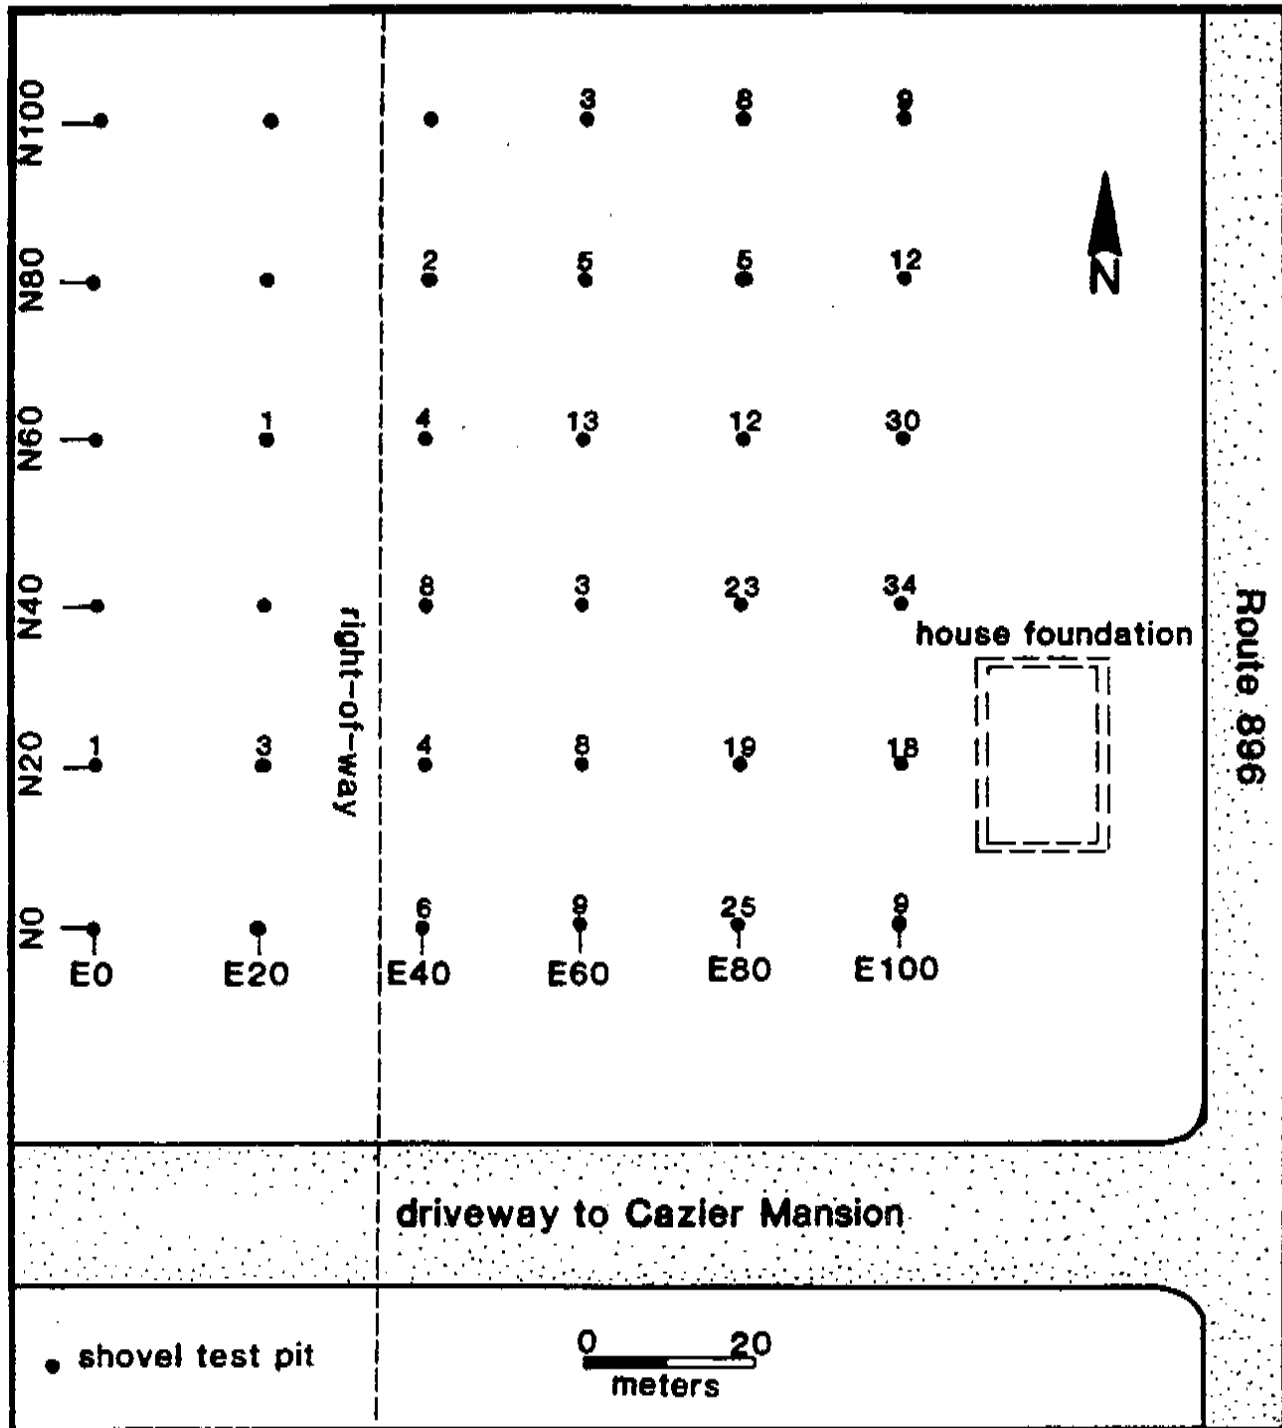 N100 3 8 9
N80 2 5 5 12
N
N60 1 4 13 12 30
N40 8 3 23 34
house foundation
right-of-way
Route 896
N20 1 3 4 8 19 18
N0 6 9 25 9
E0 E20 E40 E60 E80 E100
driveway to Cazier Mansion
shovel test pit
0 20
meters